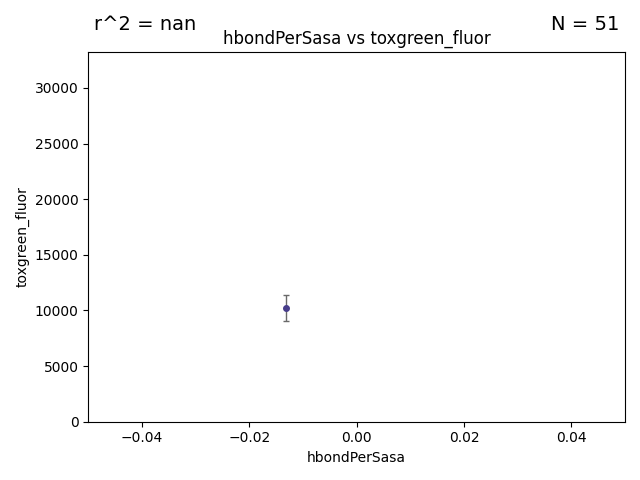 r^2 = nan
N = 51
hbondPerSasa vs toxgreen_fluor
30000
25000
20000
15000
10000
5000
0
toxgreen_fluor
−0.04
−0.02
0.00
0.02
0.04
hbondPerSasa